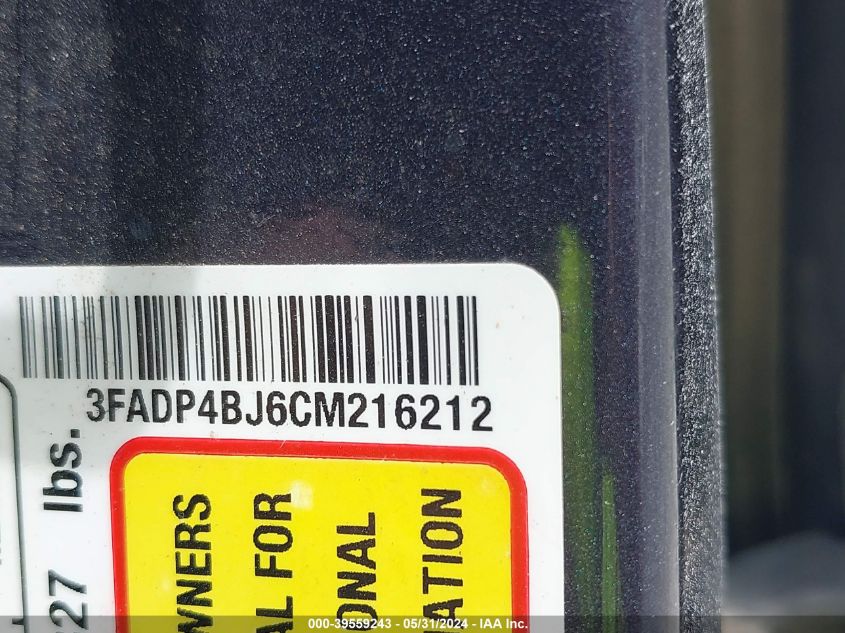 3FADP4BJ6CM216212
27 lbs.
WNERS
AL FOR
ONAL
ATION
000-39559243 - 05/31/2024 - IAA Inc.